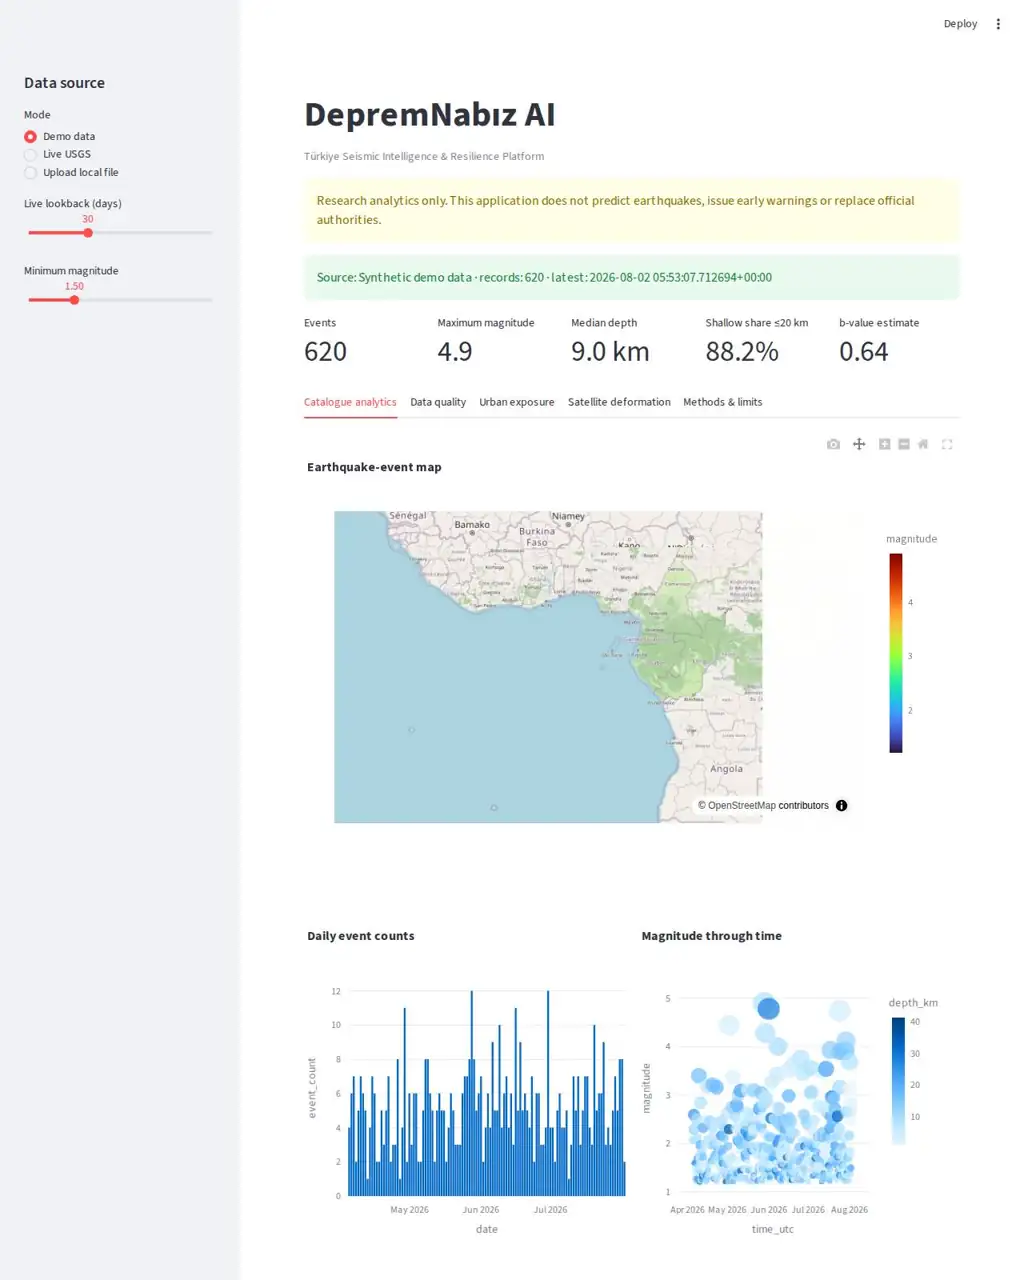 Deploy
Data source
Mode
Demo data
Live USGS
Upload local file
Live lookback (days)
30
Minimum magnitude
1.50
DepremNabız AI
Türkiye Seismic Intelligence & Resilience Platform
Research analytics only. This application does not predict earthquakes, issue early warnings or replace official
authorities.
Source: Synthetic demo data · records: 620 · latest: 2026-08-02 05:53:07.712694+00:00
Events
620
Maximum magnitude
4.9
Median depth
9.0 km
Shallow share ≤20 km
88.2%
b-value estimate
0.64
Catalogue analytics
Data quality
Urban exposure
Satellite deformation
Methods & limits
Earthquake-event map
Sénégal
Bamako
Niamey
Burkina
Faso
Angola
© OpenStreetMap contributors
magnitude
4
3
2
Daily event counts
12
10
8
6
4
2
0
event_count
May 2026
Jun 2026
Jul 2026
date
Magnitude through time
5
4
3
2
1
magnitude
Apr 2026
May 2026
Jun 2026
Jul 2026
Aug 2026
time_utc
depth_km
40
30
20
10